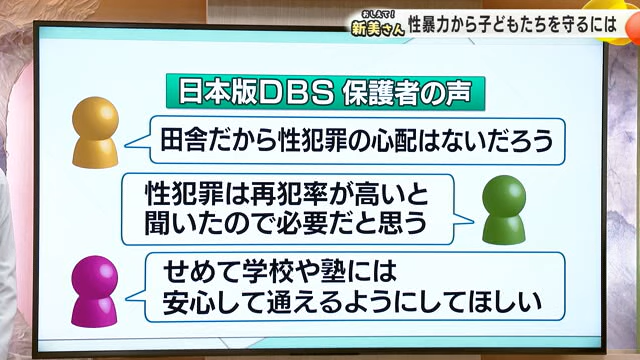 おしえて!
新美さん
性暴力から子どもたちを守るには
日本版DBS 保護者の声
田舎だから性犯罪の心配はないだろう
性犯罪は再犯率が高いと
聞いたので必要だと思う
せめて学校や塾には
安心して通えるようにしてほしい